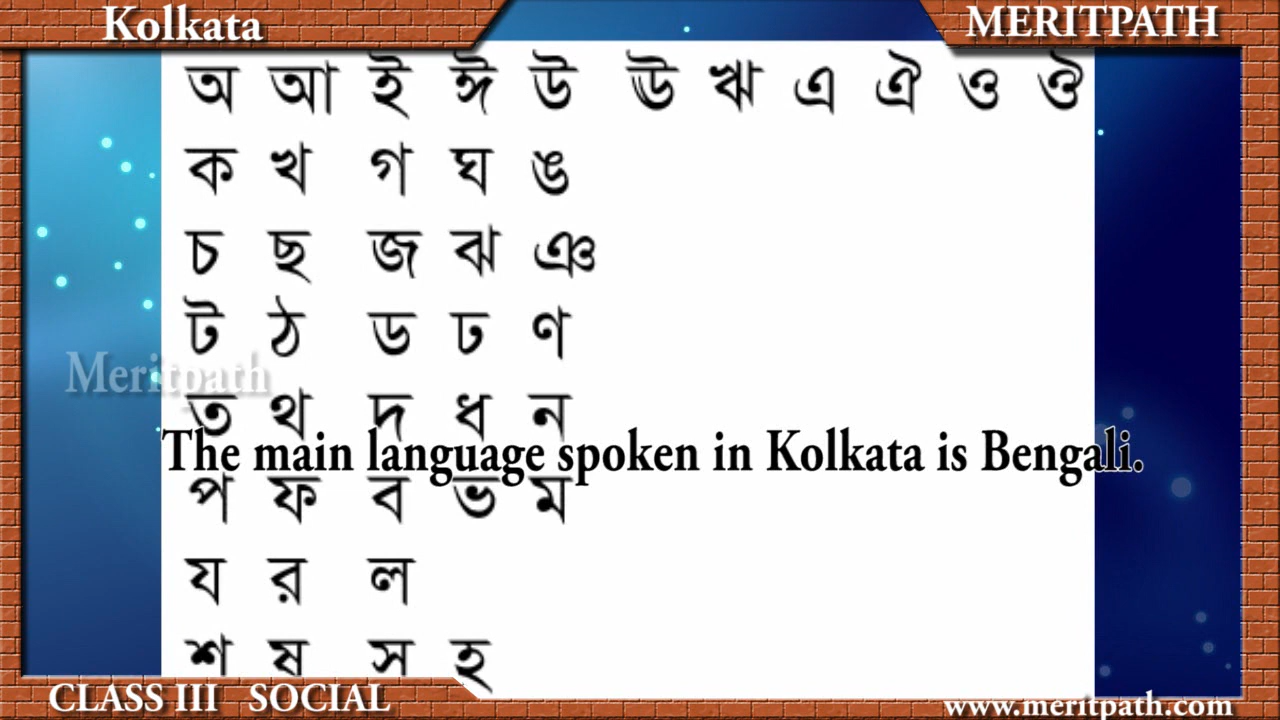 Kolkata
MERITPATH
অ আ ই ঈ উ ঊ ঋ এ ঐ ও ঔ
ক খ গ ঘ ঙ
চ ছ জ ঝ ঞ
ট ঠ ড ঢ ণ
Meritpath
ত থ দ ধ ন
The main language spoken in Kolkata is Bengali.
প ফ ব ভ ম
য র ল
শ ষ স হ
CLASS III SOCIAL
www.meritpath.com